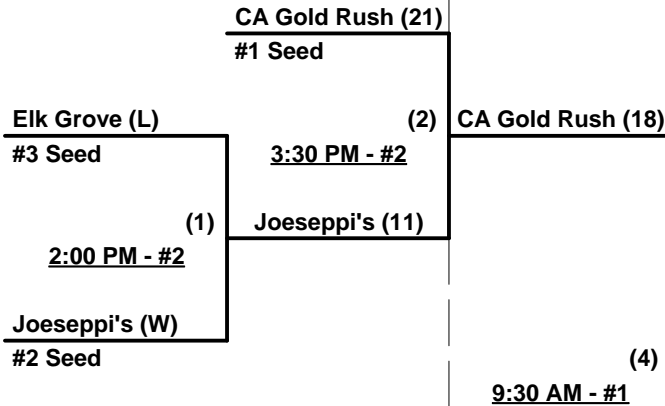 CA Gold Rush (21)
#1 Seed
Elk Grove (L)
(2)
CA Gold Rush (18)
#3 Seed
3:30 PM - #2
(1)
Joeseppi's (11)
2:00 PM - #2
Joeseppi's (W)
#2 Seed
(4)
9:30 AM - #1